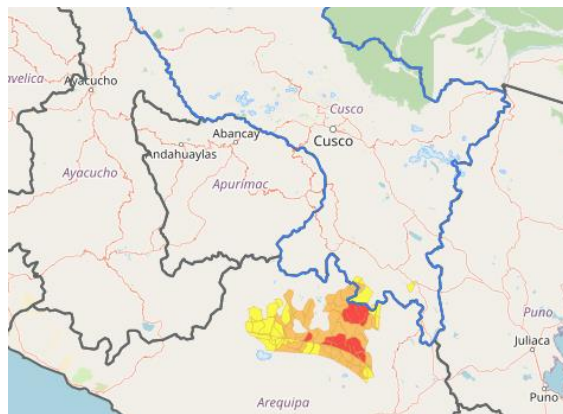 avelica
Ayacucho
Cusco
Cusco
Abancay
Andahuaylas
Ayacucho
Apurímac
Puno
Juliaca
Puno
Arequipa